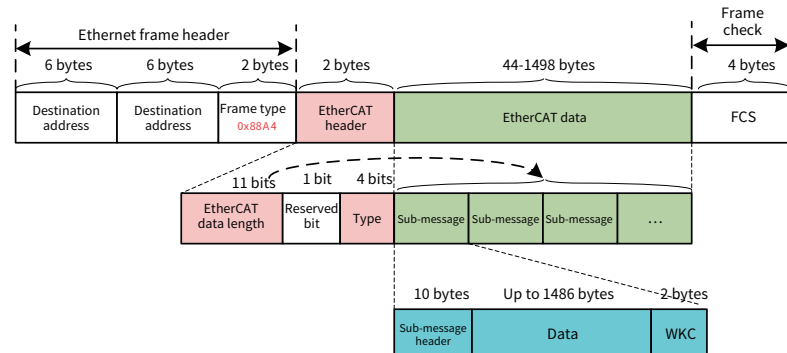 Ethernet frame header
Frame
check
6 bytes
6 bytes
2 bytes
2 bytes
44-1498 bytes
4 bytes
Destination
address
Destination
address
Frame type
0x88A4
EtherCAT
header
EtherCAT data
FCS
11 bits
1 bit
4 bits
EtherCAT
data length
Reserved
bit
Type
Sub-message
Sub-message
Sub-message
...
10 bytes
Up to 1486 bytes
2 bytes
Sub-message
header
Data
WKC